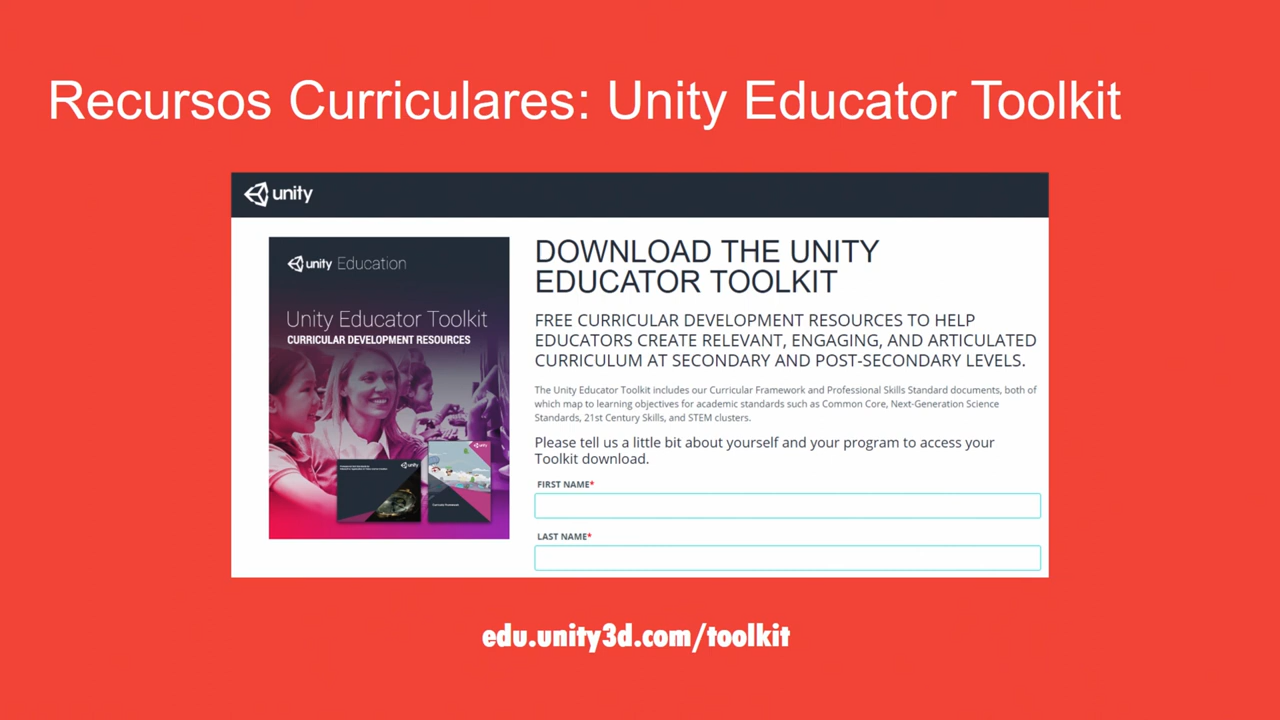 Recursos Curriculares: Unity Educator Toolkit
unity
unity Education
Unity Educator Toolkit
CURRICULAR DEVELOPMENT RESOURCES
unity
unity
Curricular Framework
DOWNLOAD THE UNITY
EDUCATOR TOOLKIT
FREE CURRICULAR DEVELOPMENT RESOURCES TO HELP
EDUCATORS CREATE RELEVANT, ENGAGING, AND ARTICULATED
CURRICULUM AT SECONDARY AND POST-SECONDARY LEVELS.
The Unity Educator Toolkit includes our Curricular Framework and Professional Skills Standard documents, both of
which map to learning objectives for academic standards such as Common Core, Next-Generation Science
Standards, 21st Century Skills, and STEM clusters.
Please tell us a little bit about yourself and your program to access your
Toolkit download.
FIRST NAME*
LAST NAME*
edu.unity3d.com/toolkit